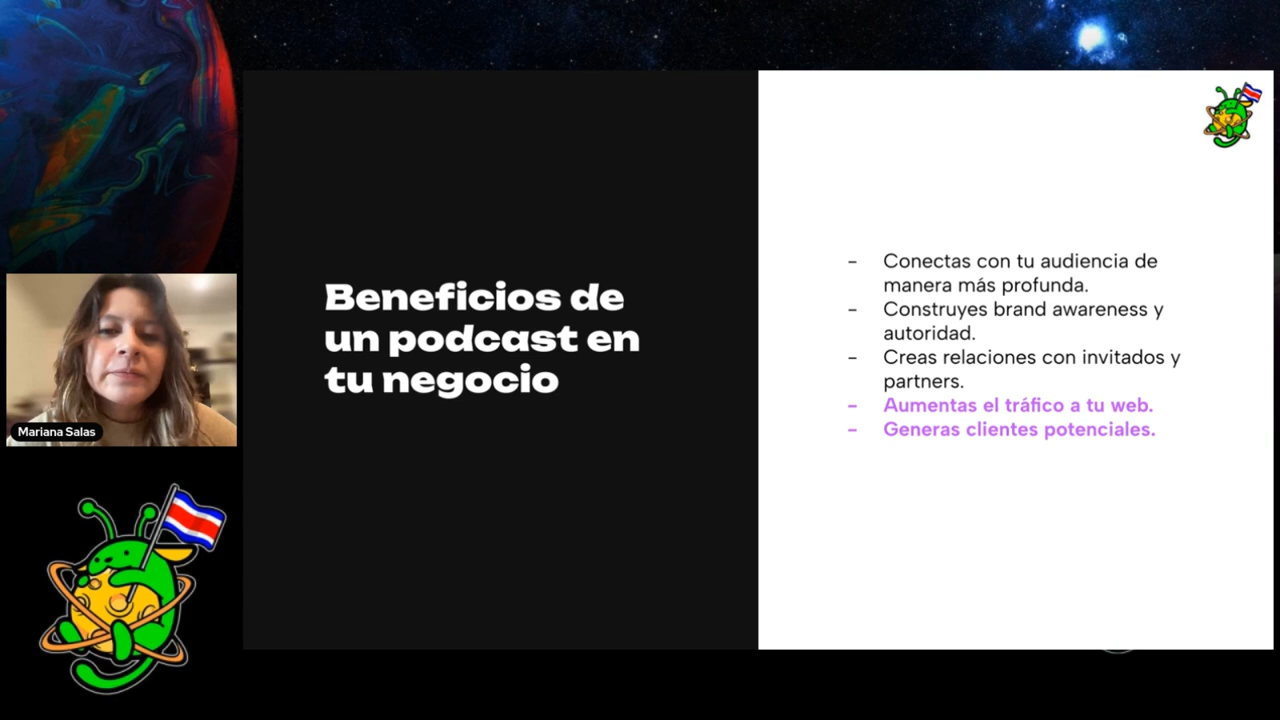 Beneficios de
un podcast en
tu negocio
- Conectas con tu audiencia de
manera más profunda.
- Construyes brand awareness y
autoridad.
- Creas relaciones con invitados y
partners.
- Aumentas el tráfico a tu web.
- Generas clientes potenciales.
Mariana Salas